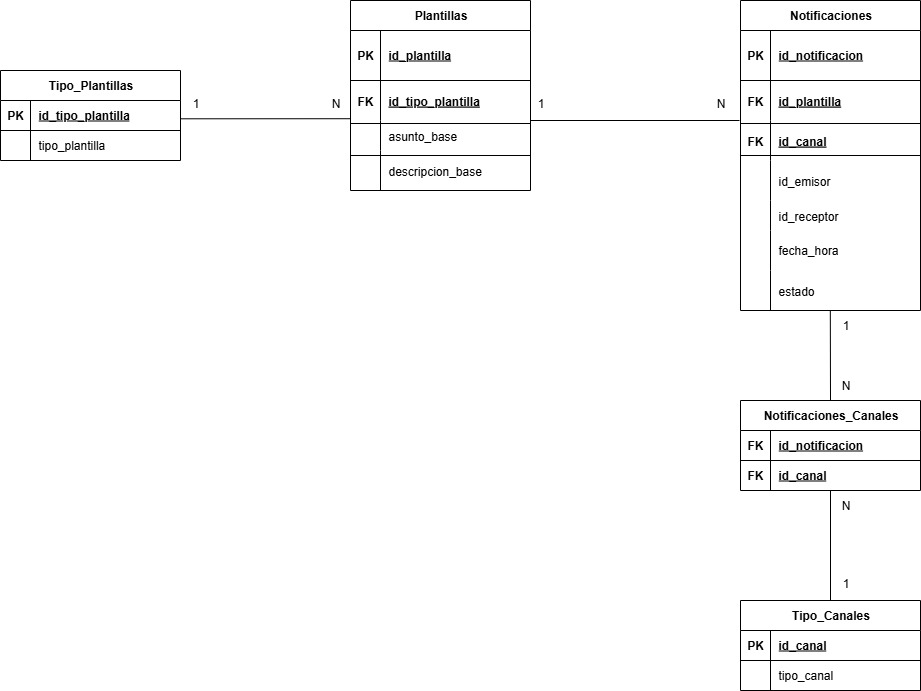 Tipo_Plantillas
PK id_tipo_plantilla
tipo_plantilla
1
N
Plantillas
PK id_plantilla
FK id_tipo_plantilla
asunto_base
descripcion_base
1
N
Notificaciones
PK id_notificacion
FK id_plantilla
FK id_canal
id_emisor
id_receptor
fecha_hora
estado
1
N
Notificaciones_Canales
FK id_notificacion
FK id_canal
N
1
Tipo_Canales
PK id_canal
tipo_canal